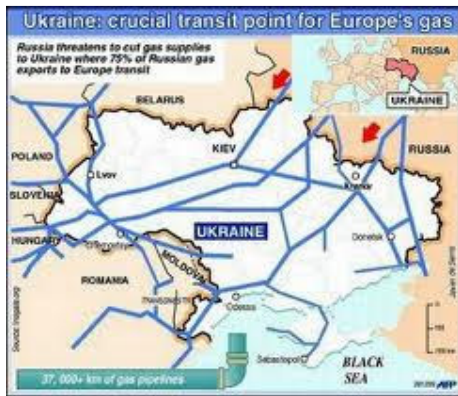 Ukraine: crucial transit point for Europe's gas
Russia threatens to cut gas supplies
to Ukraine where 75% of Russian gas
exports to Europe transit
RUSSIA
UKRAINE
BELARUS
POLAND
KIEV
RUSSIA
Lvov
SLOVENIA
UKRAINE
HUNGARY
Donetsk
MOLDOVA
ROMANIA
Odessa
Sebastopol
BLACK
SEA
37, 000+ km of gas pipelines
AFP